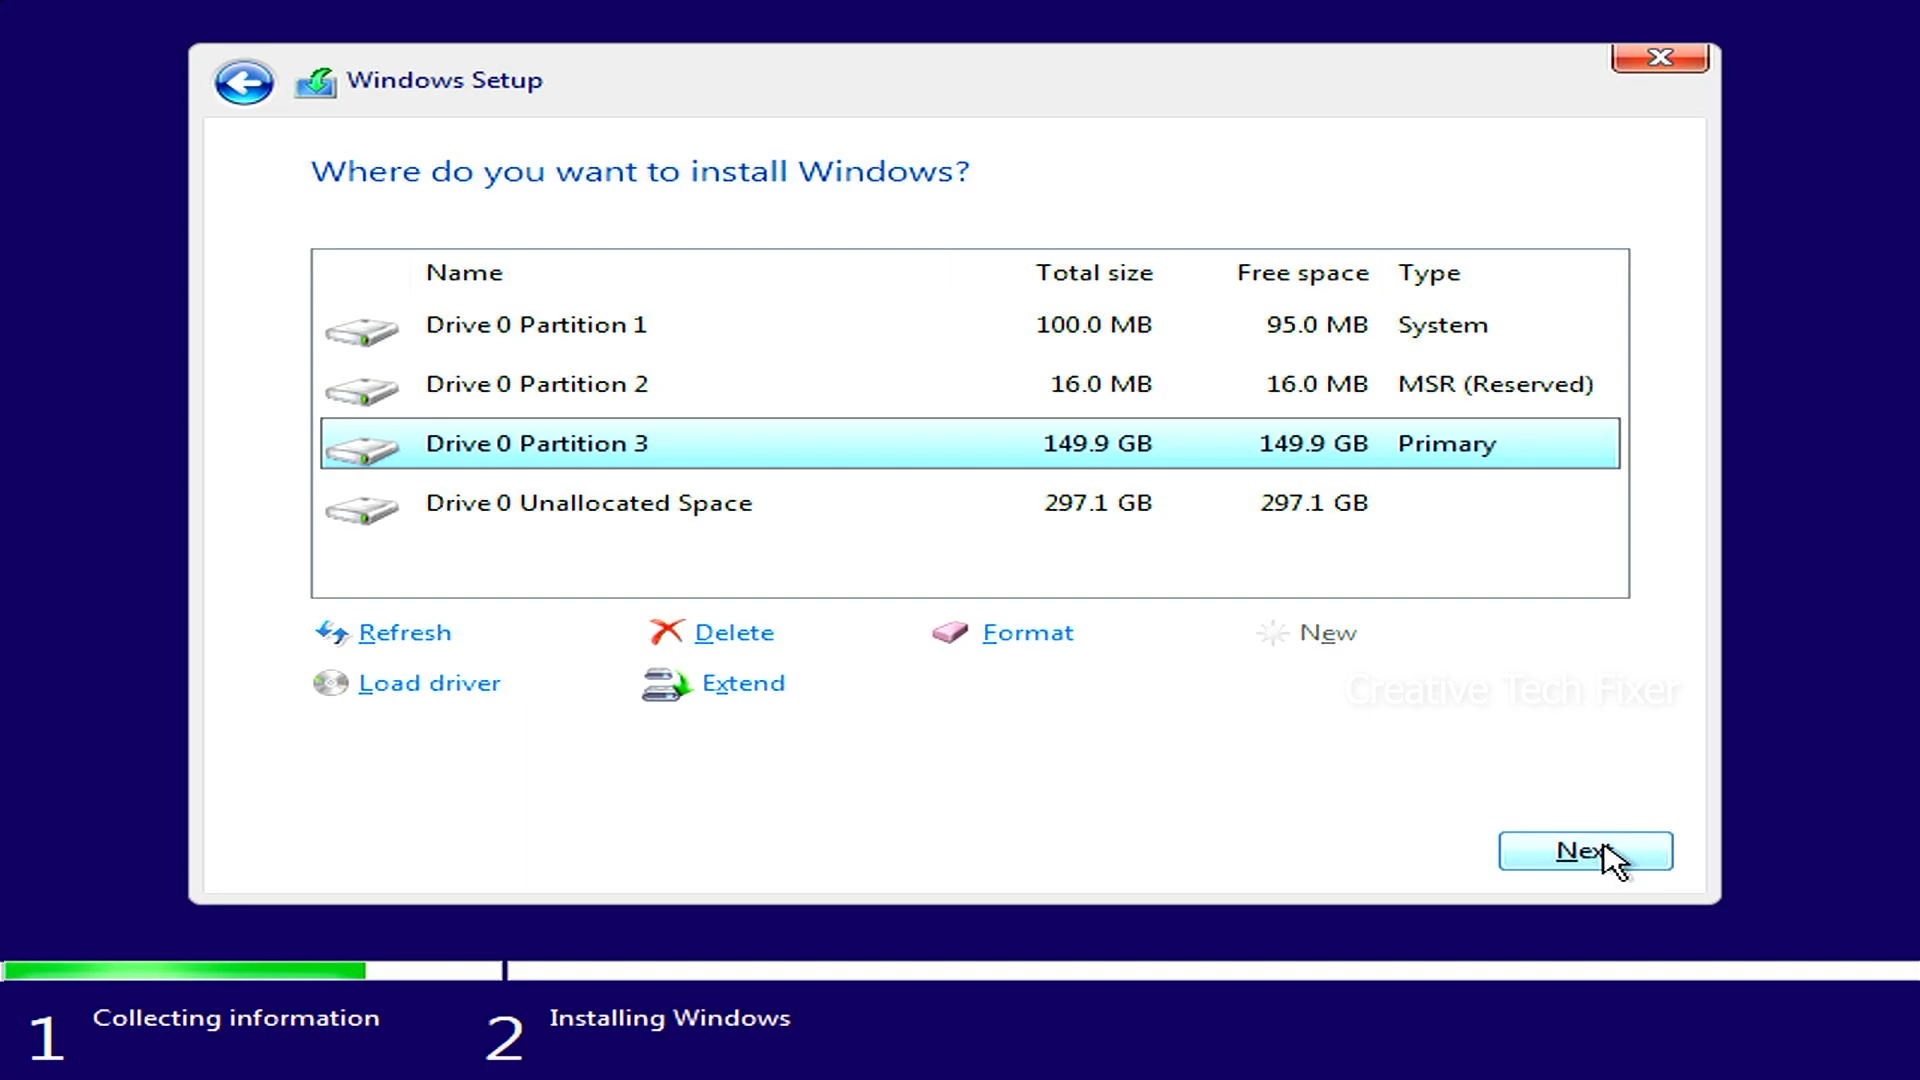 Windows Setup
Where do you want to install Windows?
Name Total size Free space Type
Drive 0 Partition 1 100.0 MB 95.0 MB System
Drive 0 Partition 2 16.0 MB 16.0 MB MSR (Reserved)
Drive 0 Partition 3 149.9 GB 149.9 GB Primary
Drive 0 Unallocated Space 297.1 GB 297.1 GB
Refresh Delete Format New
Load driver Extend
Creative Tech Fixer
Next
1 Collecting information 2 Installing Windows